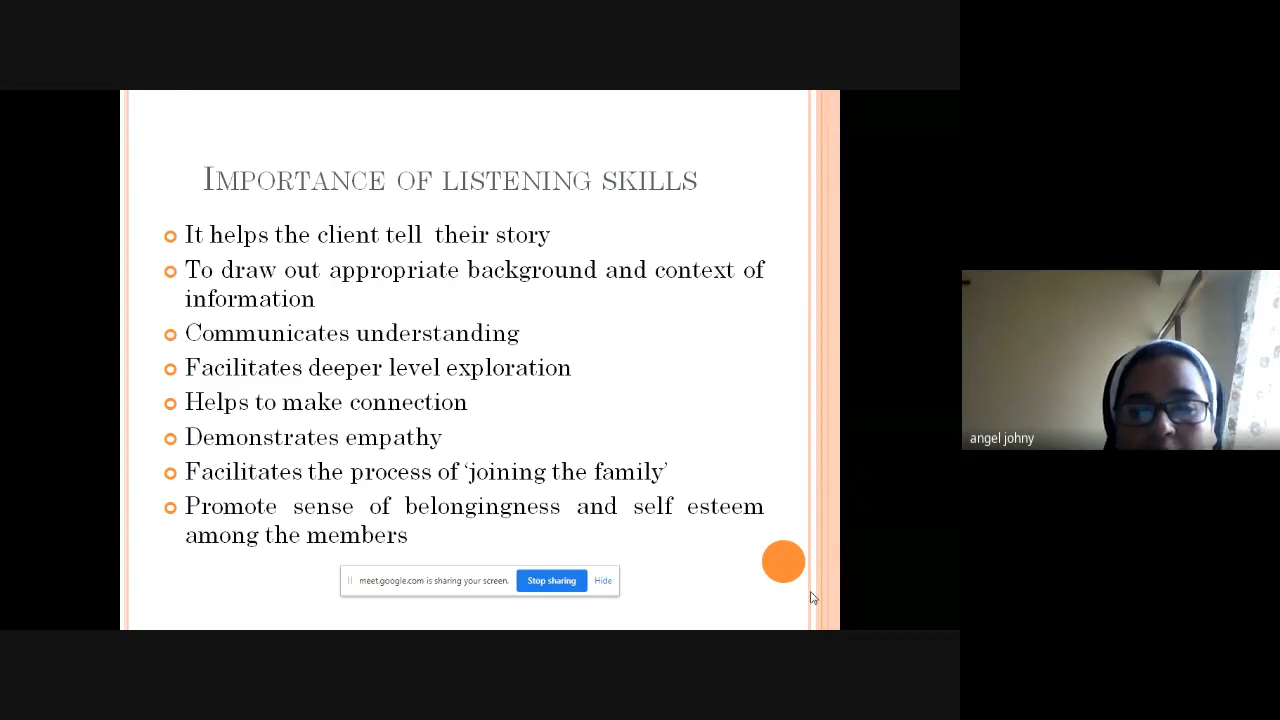 IMPORTANCE OF LISTENING SKILLS
It helps the client tell their story
To draw out appropriate background and context of
information
Communicates understanding
Facilitates deeper level exploration
Helps to make connection
Demonstrates empathy
Facilitates the process of ‘joining the family’
Promote sense of belongingness and self esteem
among the members
meet.google.com is sharing your screen. Stop sharing Hide
angel johny